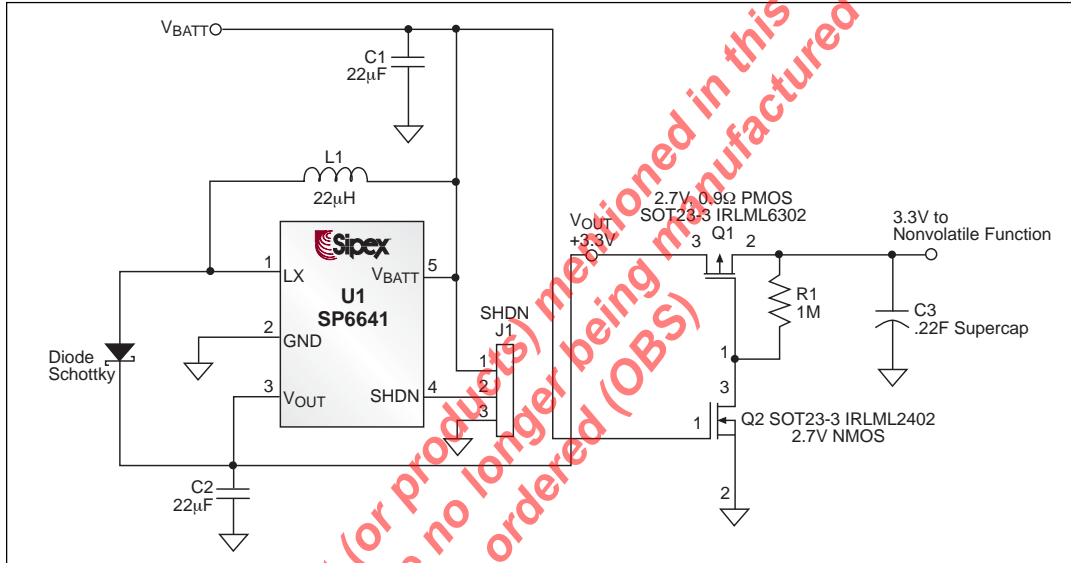 VBATT
C1
22µF
L1
22µH
2.7V, 0.9Ω PMOS
SOT23-3 IRLML6302
Q1
VOUT
+3.3V
3
2
3.3V to
Nonvolatile Function
Sipex
1
LX
VBATT
5
U1
SP6641
2
GND
3
VOUT
SHDN
4
SHDN
J1
1
2
3
Diode
Schottky
R1
1M
C3
.22F Supercap
1
3
1
Q2 SOT23-3 IRLML2402
2.7V NMOS
2
C2
22µF
(or products) mentioned in this
no longer being manufactured
ordered (OBS)